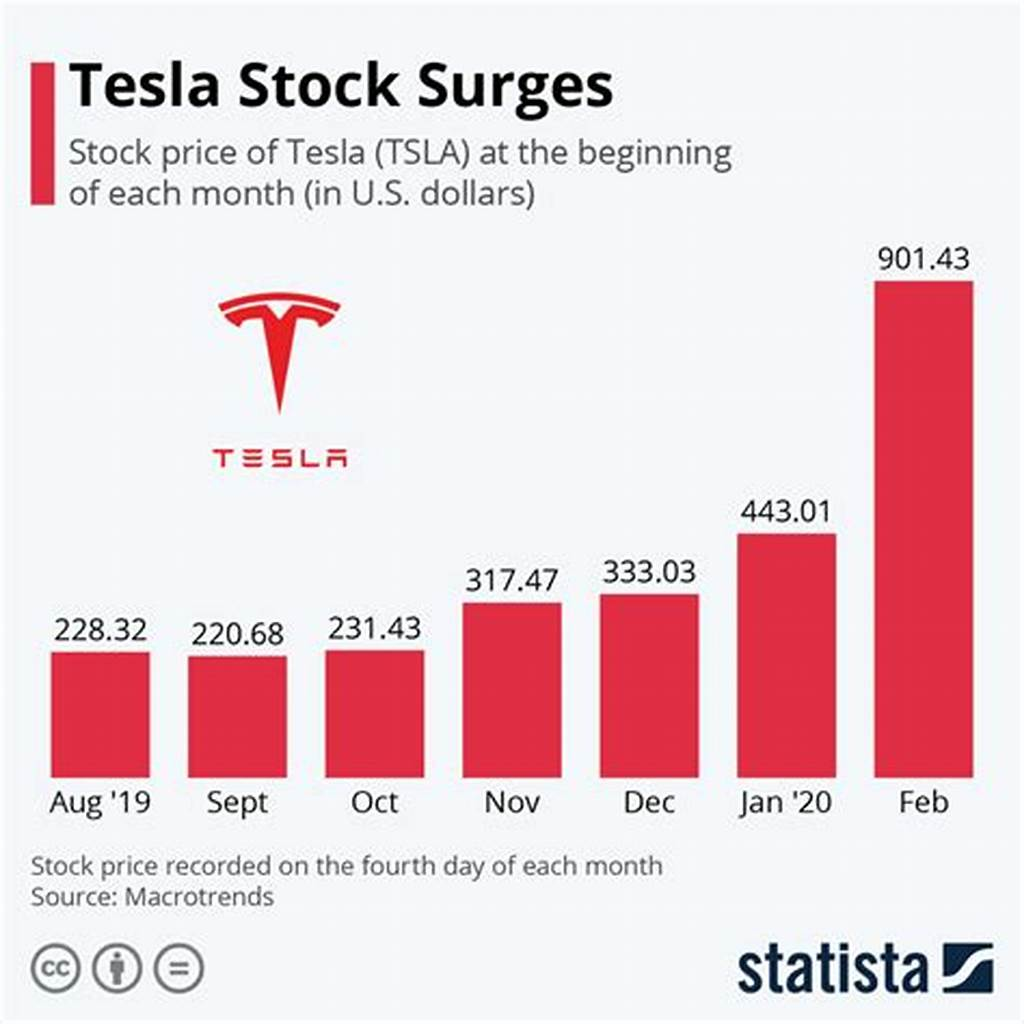 Tesla Stock Surges
Stock price of Tesla (TSLA) at the beginning
of each month (in U.S. dollars)
901.43
TESLA
443.01
333.03
317.47
228.32 220.68 231.43
Aug '19 Sept Oct Nov Dec Jan '20 Feb
Stock price recorded on the fourth day of each month
Source: Macrotrends
cc =
statista